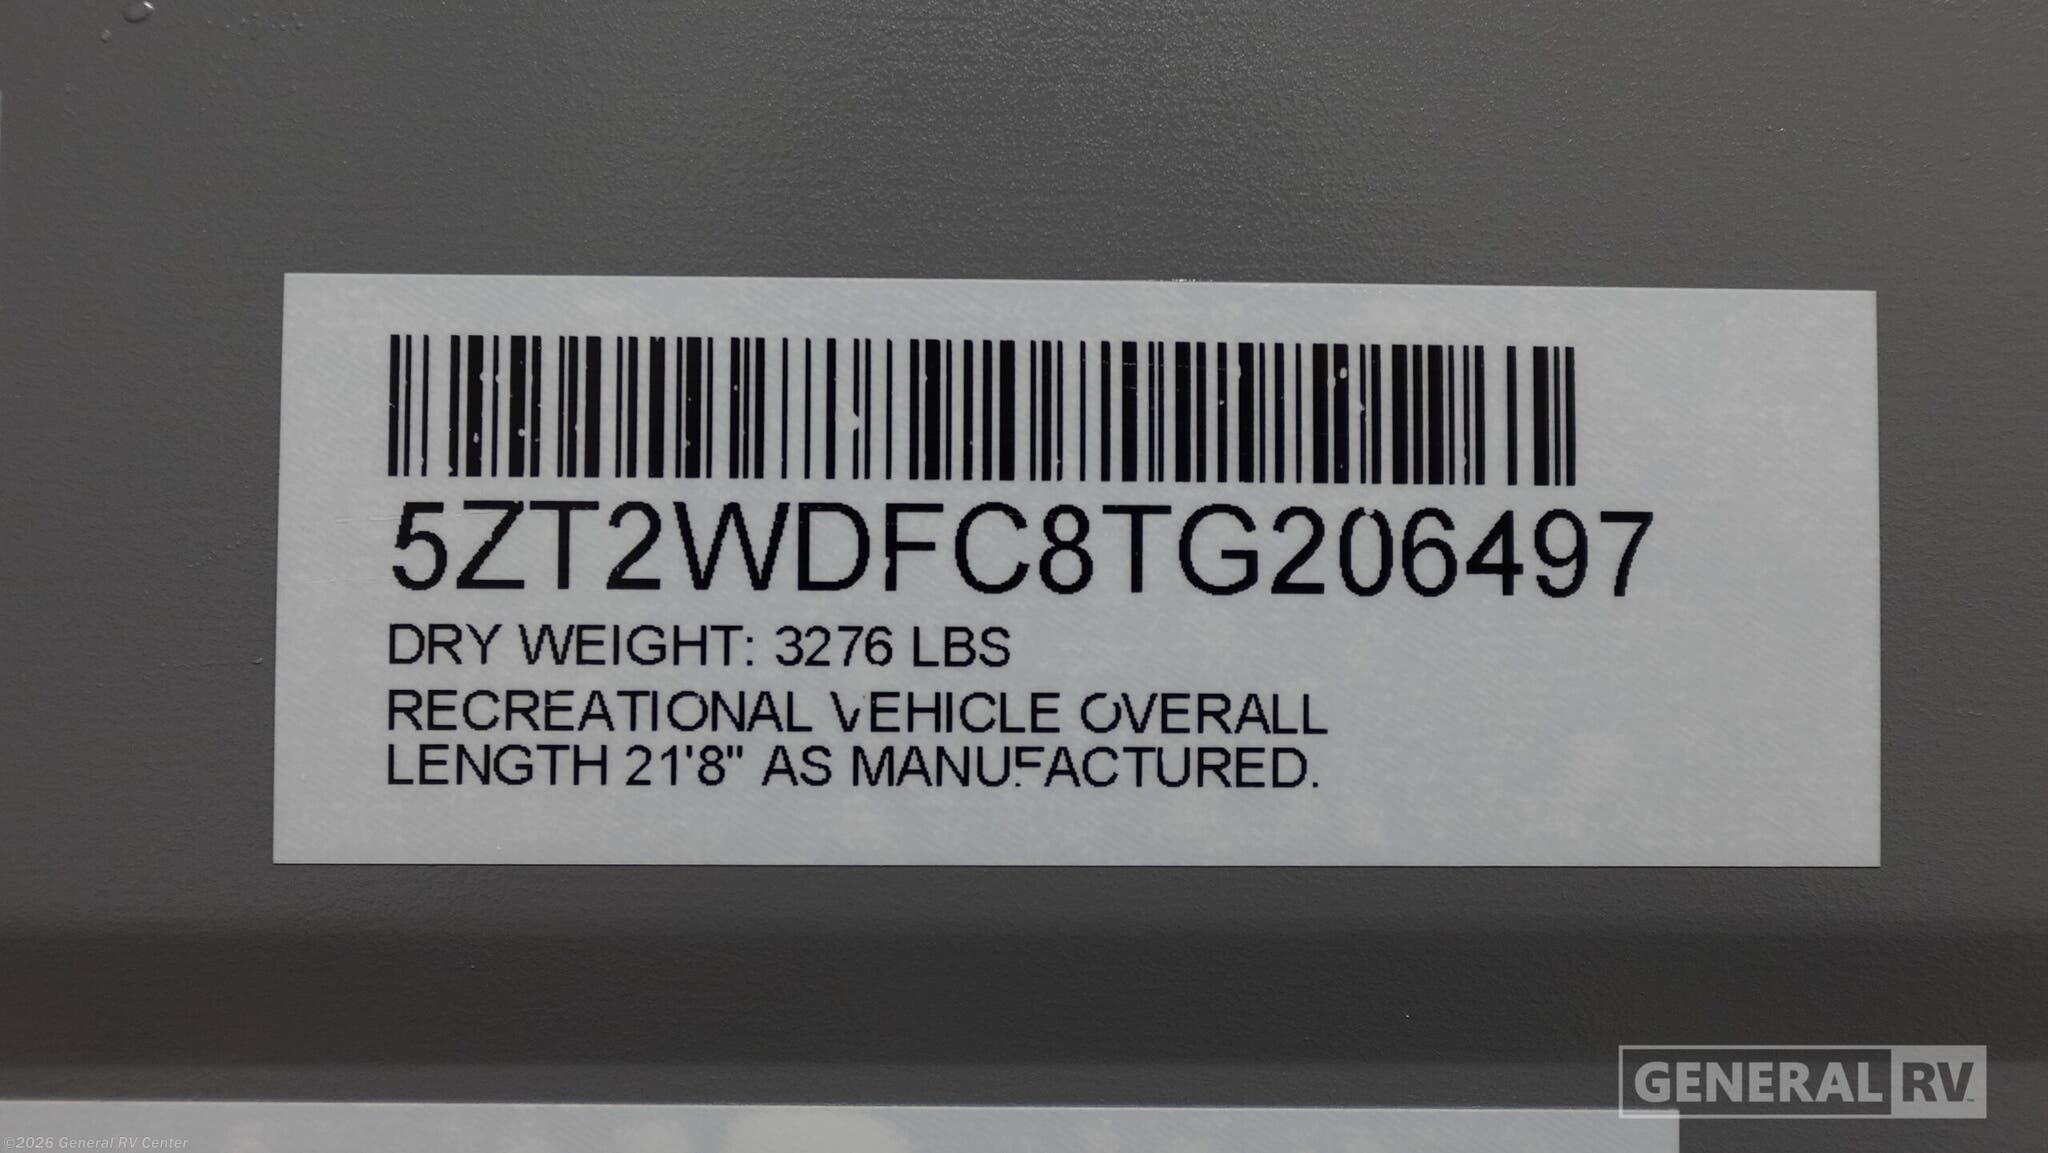 5ZT2WDFC8TG206497
DRY WEIGHT: 3276 LBS
RECREATIONAL VEHICLE OVERALL
LENGTH 21'8" AS MANUFACTURED.
GENERAL RV
©2026 General RV Center